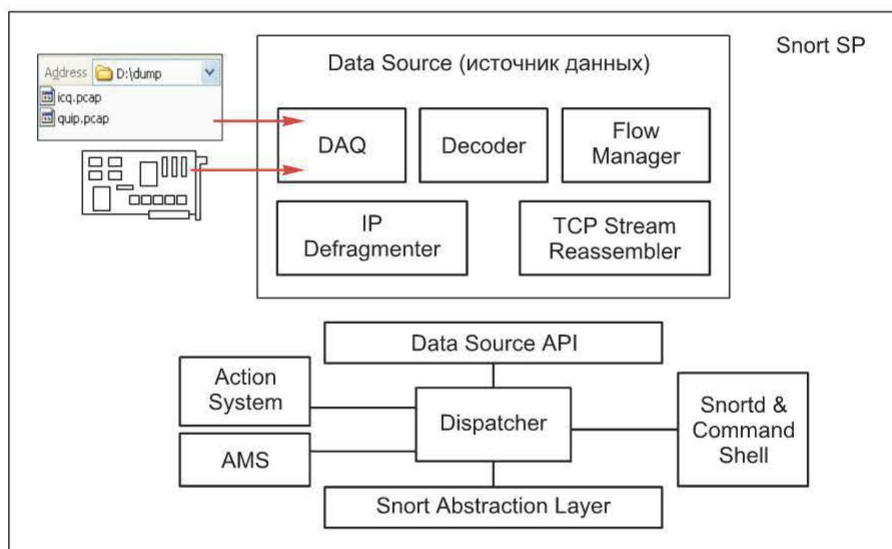 Snort SP
Address D:\dump
icq.pcap
quip.pcap
Data Source (источник данных)
DAQ
Decoder
Flow
Manager
IP
Defragmenter
TCP Stream
Reassembler
Data Source API
Action
System
AMS
Dispatcher
Snortd &
Command
Shell
Snort Abstraction Layer